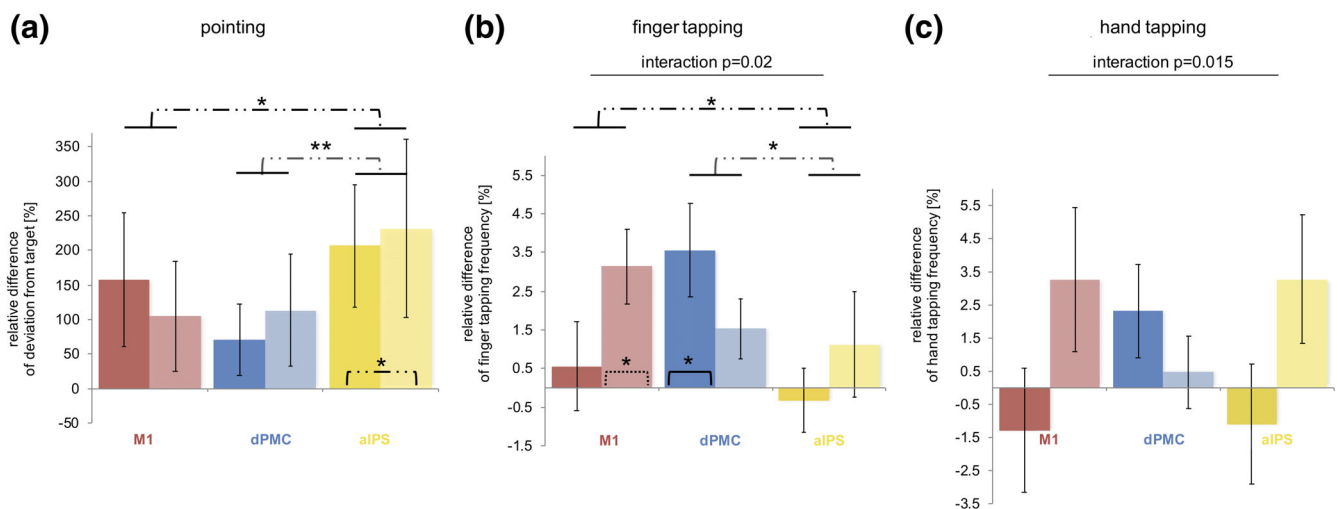 (a)
pointing
*
**
relative difference
of deviation from target [%]
350
300
250
200
150
100
50
0
-50
*
M1
dPMC
aIPS
(b)
finger tapping
interaction p=0.02
*
*
relative difference
of finger tapping frequency [%]
5.5
4.5
3.5
2.5
1.5
0.5
-0.5
-1.5
*
*
M1
dPMC
aIPS
(c)
hand tapping
interaction p=0.015
relative difference
of hand tapping frequency [%]
5.5
3.5
2.5
1.5
0.5
-0.5
-1.5
-2.5
-3.5
M1
dPMC
aIPS